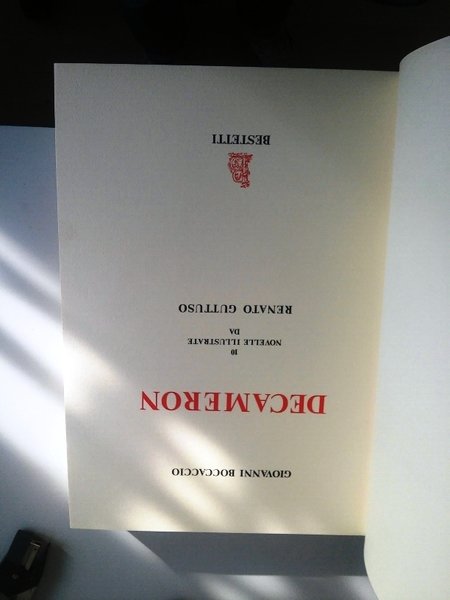 GIOVANNI BOCCACCIO
DECAMERON
10
NOVELLE ILLUSTRATE
DA
RENATO GUTTUSO
BESTETTI